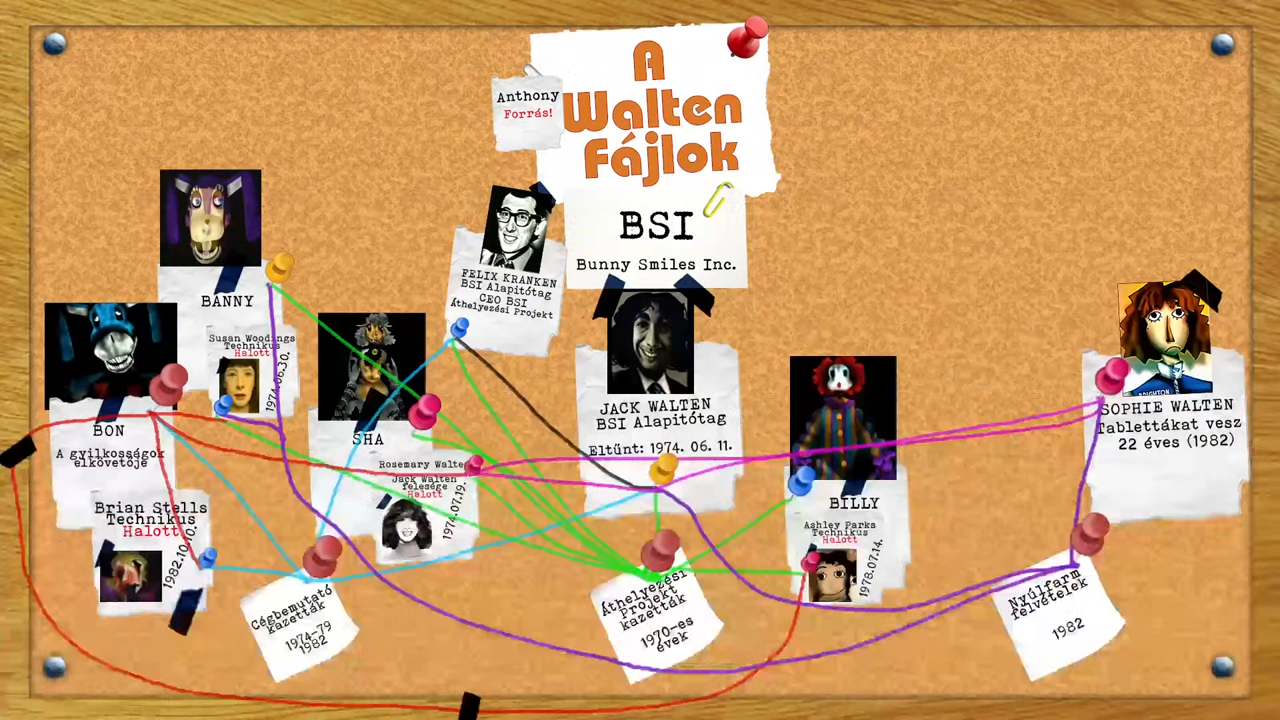 A
Walten
Fájlok
Anthony
Forrás!
BSI
Bunny Smiles Inc.
FELIX KRANKEN
BSI Alapitótag
CEO BSI
Áthelyezési Projekt
BANNY
Susan Woodings
Technikus
Halott
1974.06.30.
BON
A gyilkosságok
elkövetője
Brian Stells
Technikus
Halott
1982.10.10.
SHA
Rosemary Walten
Jack Walten
felesége
Halott
1974.07.19.
JACK WALTEN
BSI Alapitótag
Eltűnt: 1974. 06. 11.
BILLY
Ashley Parks
Technikus
Halott
1978.07.14.
SOPHIE WALTEN
Tablettákat vesz
22 éves (1982)
BRIGHTON
Cégbemutató
kazetták
1974-79
1982
Áthelyezési
Projekt
kazetták
1970-es
évek
Nyúlfarm
felvételek
1982